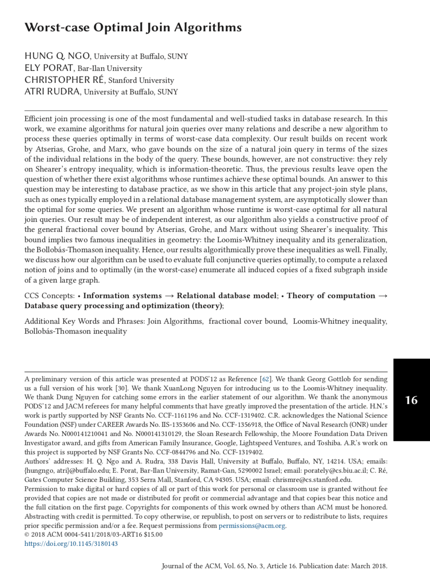 Worst-case Optimal Join Algorithms
HUNG Q. NGO, University at Buffalo, SUNY
ELY PORAT, Bar-Ilan University
CHRISTOPHER RÉ, Stanford University
ATRI RUDRA, University at Buffalo, SUNY
Efficient join processing is one of the most fundamental and well-studied tasks in database research. In this
work, we examine algorithms for natural join queries over many relations and describe a new algorithm to
process these queries optimally in terms of worst-case data complexity. Our result builds on recent work
by Atserias, Grohe, and Marx, who gave bounds on the size of a natural join query in terms of the sizes
of the individual relations in the body of the query. These bounds, however, are not constructive: they rely
on Shearer's entropy inequality, which is information-theoretic. Thus, the previous results leave open the
question of whether there exist algorithms whose runtimes achieve these optimal bounds. An answer to this
question may be interesting to database practice, as we show in this article that any project-join style plans,
such as ones typically employed in a relational database management system, are asymptotically slower than
the optimal for some queries. We present an algorithm whose runtime is worst-case optimal for all natural
join queries. Our result may be of independent interest, as our algorithm also yields a constructive proof of
the general fractional cover bound by Atserias, Grohe, and Marx without using Shearer's inequality. This
bound implies two famous inequalities in geometry: the Loomis-Whitney inequality and its generalization,
the Bollobás-Thomason inequality. Hence, our results algorithmically prove these inequalities as well. Finally,
we discuss how our algorithm can be used to evaluate full conjunctive queries optimally, to compute a relaxed
notion of joins and to optimally (in the worst-case) enumerate all induced copies of a fixed subgraph inside
of a given large graph.
CCS Concepts: • Information systems → Relational database model; • Theory of computation →
Database query processing and optimization (theory);
Additional Key Words and Phrases: Join Algorithms, fractional cover bound, Loomis-Whitney inequality,
Bollobás-Thomason inequality
A preliminary version of this article was presented at PODS'12 as Reference [62]. We thank Georg Gottlob for sending
us a full version of his work [30]. We thank XuanLong Nguyen for introducing us to the Loomis-Whitney inequality.
We thank Dung Nguyen for catching some errors in the earlier statement of our algorithm. We thank the anonymous
PODS'12 and JACM referees for many helpful comments that have greatly improved the presentation of the article. H.N.'s
work is partly supported by NSF Grants No. CCF-1161196 and No. CCF-1319402. C.R. acknowledges the National Science
Foundation (NSF) under CAREER Award No. IIS-1353606 and No. CCF-1356918, the Office of Naval Research (ONR) under
Awards No. N000141210041 and No. N000141310129, the Sloan Research Fellowship, the Moore Foundation Data Driven
Investigator award, and gifts from American Family Insurance, Google, Lightspeed Ventures, and Toshiba. A.R.'s work on
this project is supported by NSF Grants No. CCF-0844796 and No. CCF-1319402.
Authors' addresses: H. Q. Ngo and A. Rudra, 338 Davis Hall, University at Buffalo, Buffalo, NY, 14214. USA; emails:
{hungngo, atri}@buffalo.edu; E. Porat, Bar-Ilan University, Ramat-Gan, 5290002 Israel; email: porately@cs.biu.ac.il; C. Ré,
Gates Computer Science Building, 353 Serra Mall, Stanford, CA 94305. USA; email: chrismre@cs.stanford.edu.
Permission to make digital or hard copies of all or part of this work for personal or classroom use is granted without fee
provided that copies are not made or distributed for profit or commercial advantage and that copies bear this notice and
the full citation on the first page. Copyrights for components of this work owned by others than ACM must be honored.
Abstracting with credit is permitted. To copy otherwise, or republish, to post on servers or to redistribute to lists, requires
prior specific permission and/or a fee. Request permissions from permissions@acm.org.
© 2018 ACM 0004-5411/2018/03-ART16 $15.00
https://doi.org/10.1145/3180143
16
Journal of the ACM, Vol. 65, No. 3, Article 16. Publication date: March 2018.